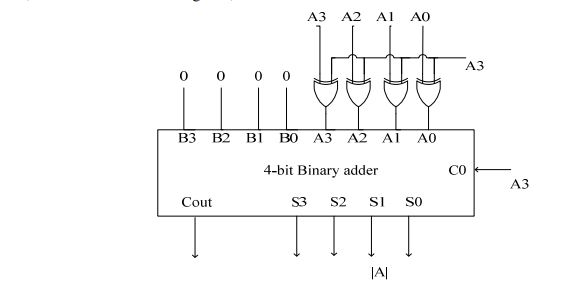 A3 A2 A1 A0
A3
0 0 0 0
B3 B2 B1 B0 A3 A2 A1 A0
4-bit Binary adder
C0
A3
Cout S3 S2 S1 S0
|A|